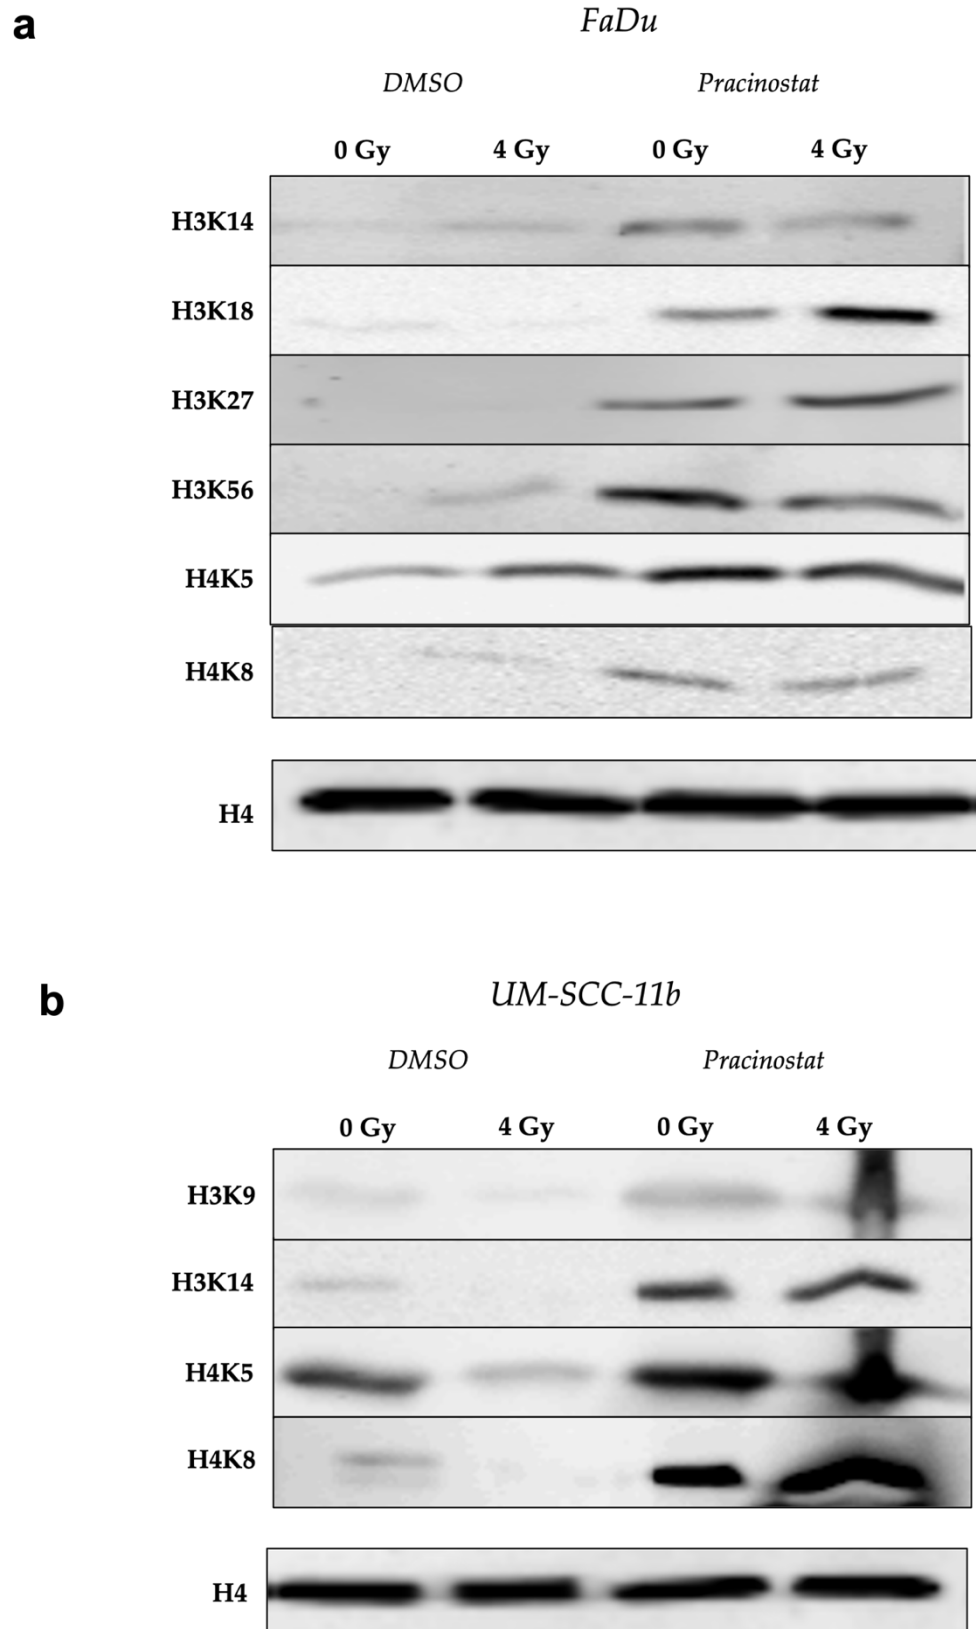 a
FaDu
DMSO Pracinostat
0 Gy 4 Gy 0 Gy 4 Gy
H3K14
H3K18
H3K27
H3K56
H4K5
H4K8
H4
b
UM-SCC-11b
DMSO Pracinostat
0 Gy 4 Gy 0 Gy 4 Gy
H3K9
H3K14
H4K5
H4K8
H4